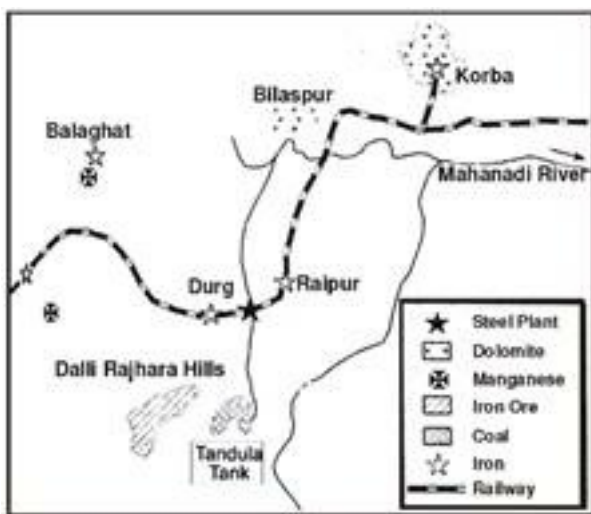 Korba
Bilaspur
Balaghat
Mahanadi River
Durg
Raipur
Dalli Rajhara Hills
Tandula
Tank
Steel Plant
Dolomite
Manganese
Iron Ore
Coal
Iron
Railway